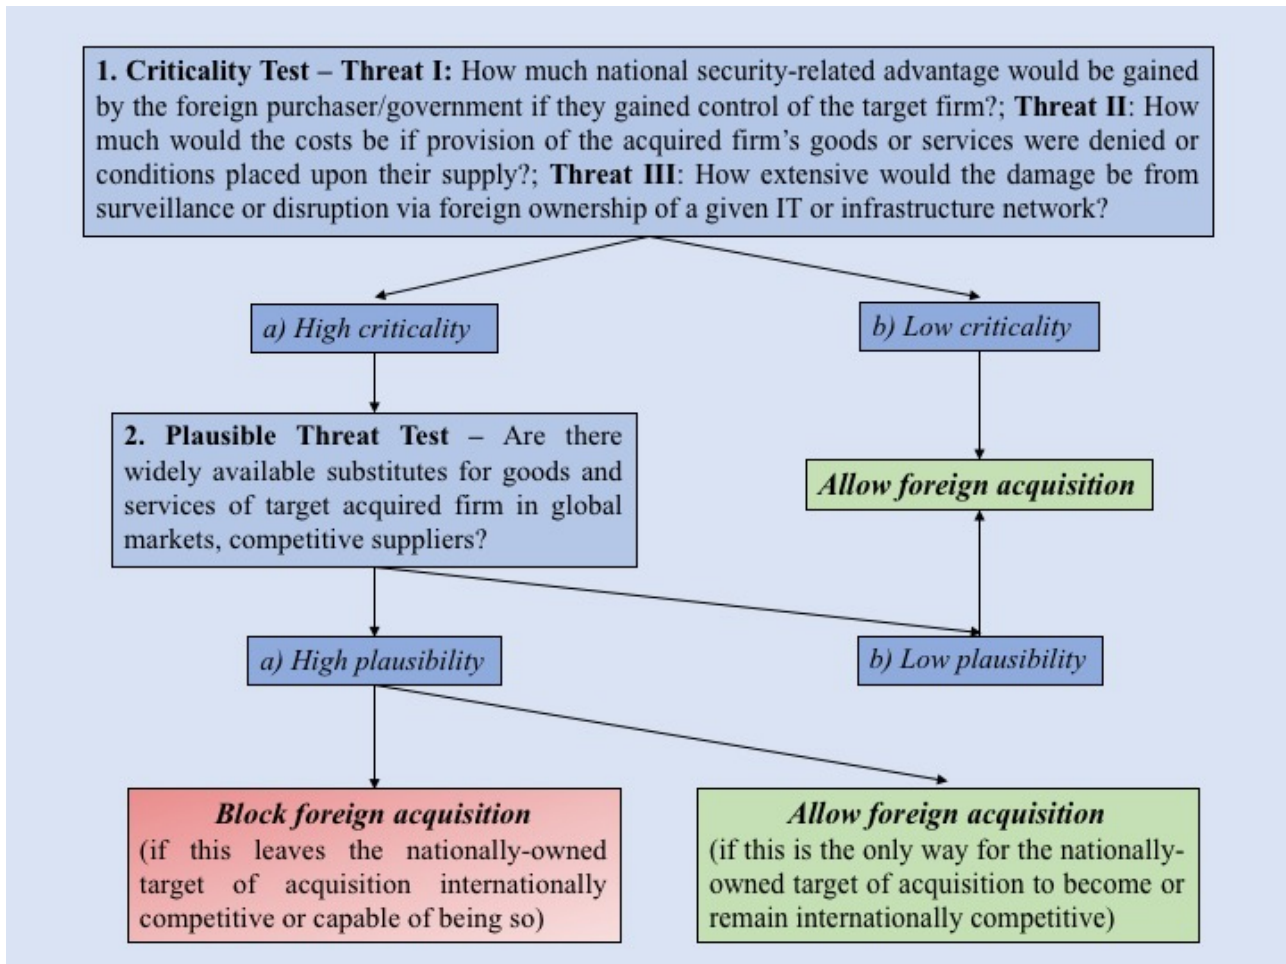 1. Criticality Test – Threat I: How much national security-related advantage would be gained
by the foreign purchaser/government if they gained control of the target firm?; Threat II: How
much would the costs be if provision of the acquired firm’s goods or services were denied or
conditions placed upon their supply?; Threat III: How extensive would the damage be from
surveillance or disruption via foreign ownership of a given IT or infrastructure network?
a) High criticality
b) Low criticality
2. Plausible Threat Test – Are there
widely available substitutes for goods and
services of target acquired firm in global
markets, competitive suppliers?
Allow foreign acquisition
a) High plausibility
b) Low plausibility
Block foreign acquisition
(if this leaves the nationally-owned
target of acquisition internationally
competitive or capable of being so)
Allow foreign acquisition
(if this is the only way for the nationally-
owned target of acquisition to become or
remain internationally competitive)